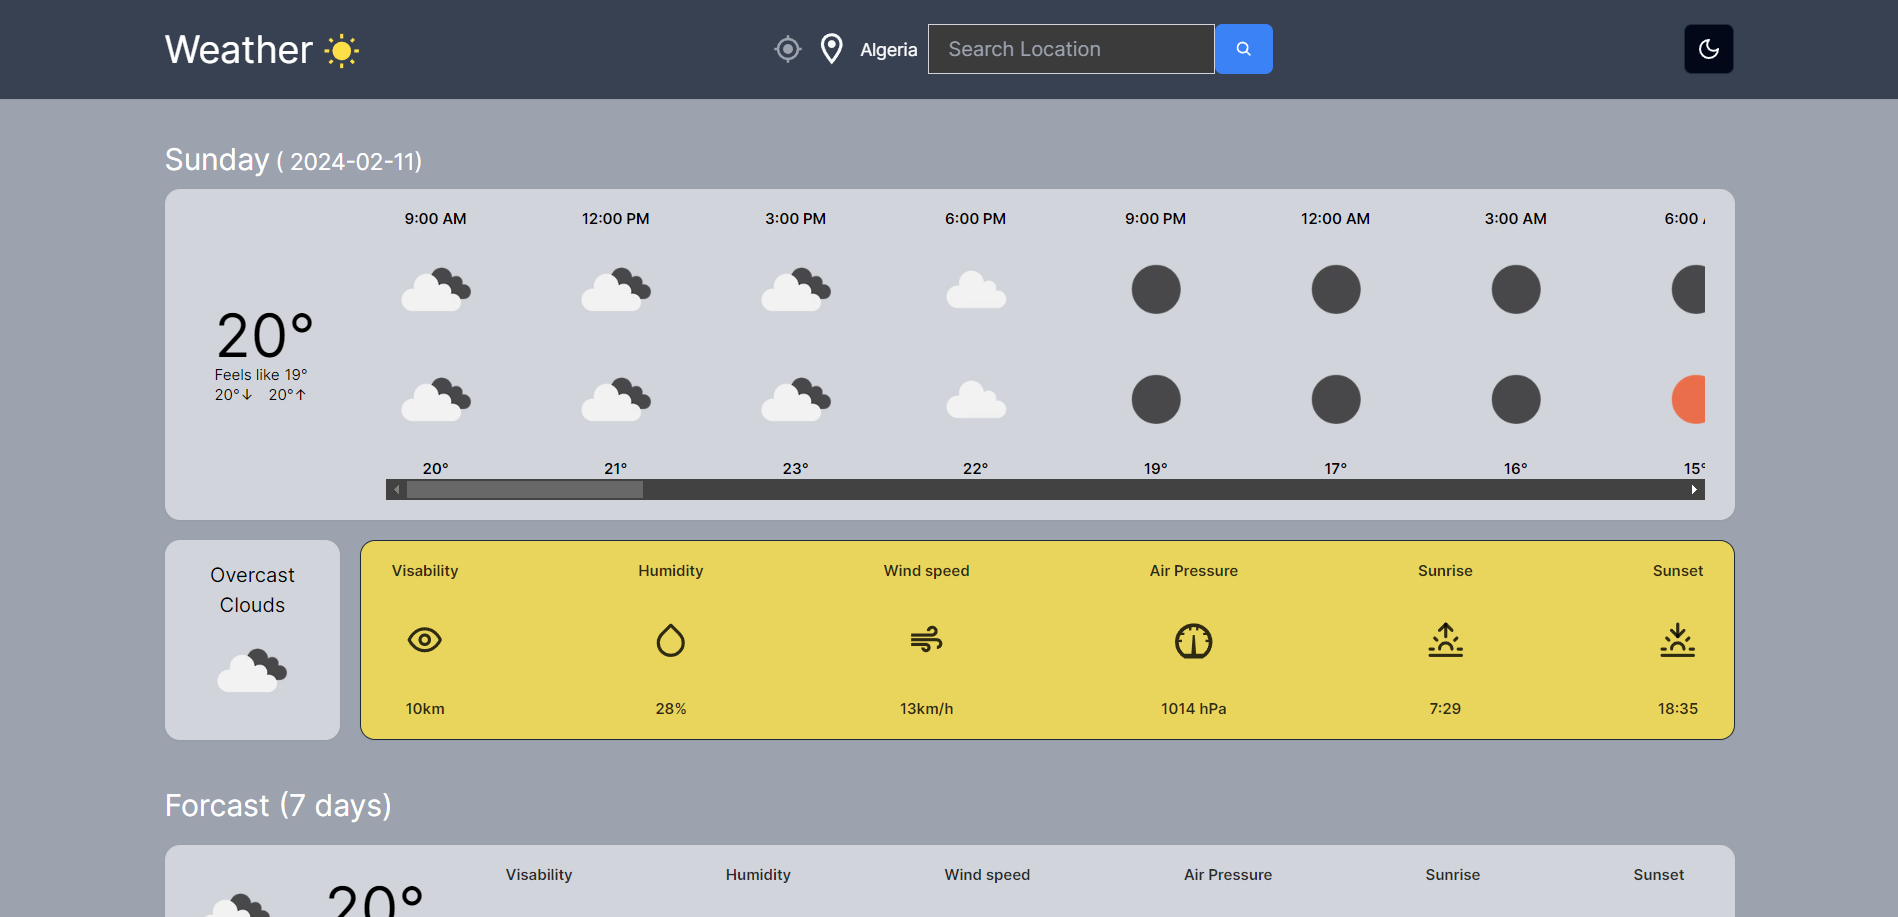 Weather
Algeria
Search Location
Sunday ( 2024-02-11)
9:00 AM 12:00 PM 3:00 PM 6:00 PM 9:00 PM 12:00 AM 3:00 AM 6:00
20°
Feels like 19°
20°↓ 20°↑
20° 21° 23° 22° 19° 17° 16° 15°
Overcast
Clouds
Visability Humidity Wind speed Air Pressure Sunrise Sunset
10km 28% 13km/h 1014 hPa 7:29 18:35
Forcast (7 days)
Visability Humidity Wind speed Air Pressure Sunrise Sunset
20°